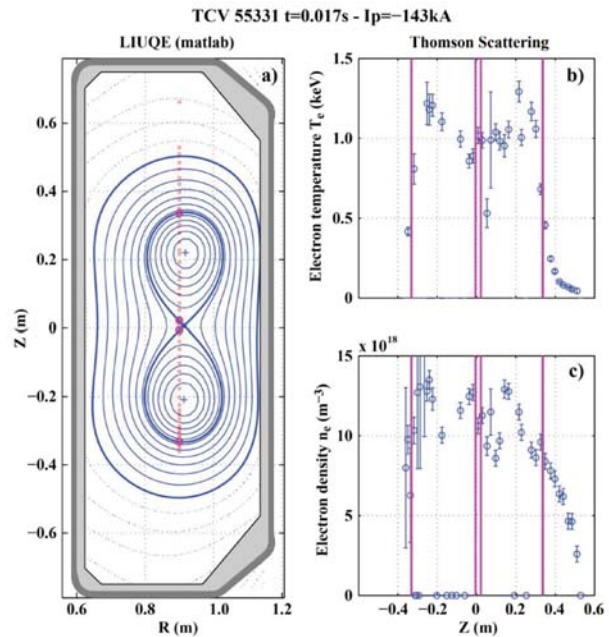 TCV 55331 t=0.017s - Ip=−143kA
LIUQE (matlab)
a)
Z (m)
0.6
0.4
0.2
0
−0.2
−0.4
−0.6
0.6 0.8 1.0 1.2
R (m)
Thomson Scattering
b)
Electron temperature Te (keV)
1.5
1.0
0.5
0
x 10^18
c)
Electron density ne (m−3)
15
10
5
0
−0.4 −0.2 0 0.2 0.4
Z (m)